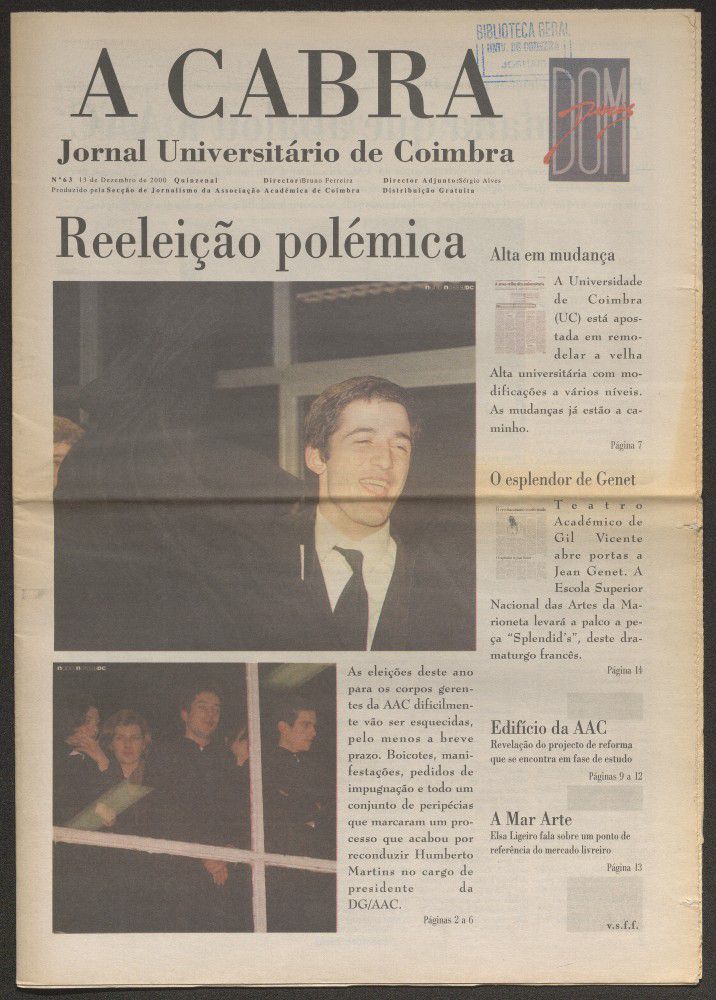 BIBLIOTECA GERAL
UNIV. DE COIMBRA
A CABRA
DOM
Jornal Universitário de Coimbra
Nº63 13 de Dezembro de 2000 Quinzenal Director:Bruno Ferreira Director Adjunto:Sérgio Alves
Produzido pela Secção de Jornalismo da Associação Académica de Coimbra Distribuição Gratuita
Reeleição polémica
As eleições deste ano
para os corpos geren-
tes da AAC dificilmen-
te vão ser esquecidas,
pelo menos a breve
prazo. Boicotes, mani-
festações, pedidos de
impugnação e todo um
conjunto de peripécias
que marcaram um pro-
cesso que acabou por
reconduzir Humberto
Martins no cargo de
presidente da
DG/AAC.
Páginas 2 a 6
Alta em mudança
A Universidade
de Coimbra
(UC) está apos-
tada em remo-
delar a velha
Alta universitária com mo-
dificações a vários níveis.
As mudanças já estão a ca-
minho.
Página 7
O esplendor de Genet
Teatro
Académico de
Gil Vicente
abre portas a
Jean Genet. A
Escola Superior
Nacional das Artes da Ma-
rioneta levará a palco a pe-
ça “Splendid's”, deste dra-
maturgo francês.
Página 14
Edifício da AAC
Revelação do projecto de reforma
que se encontra em fase de estudo
Páginas 9 a 12
A Mar Arte
Elsa Ligeiro fala sobre um ponto de
referência do mercado livreiro
Página 13
v.s.f.f.